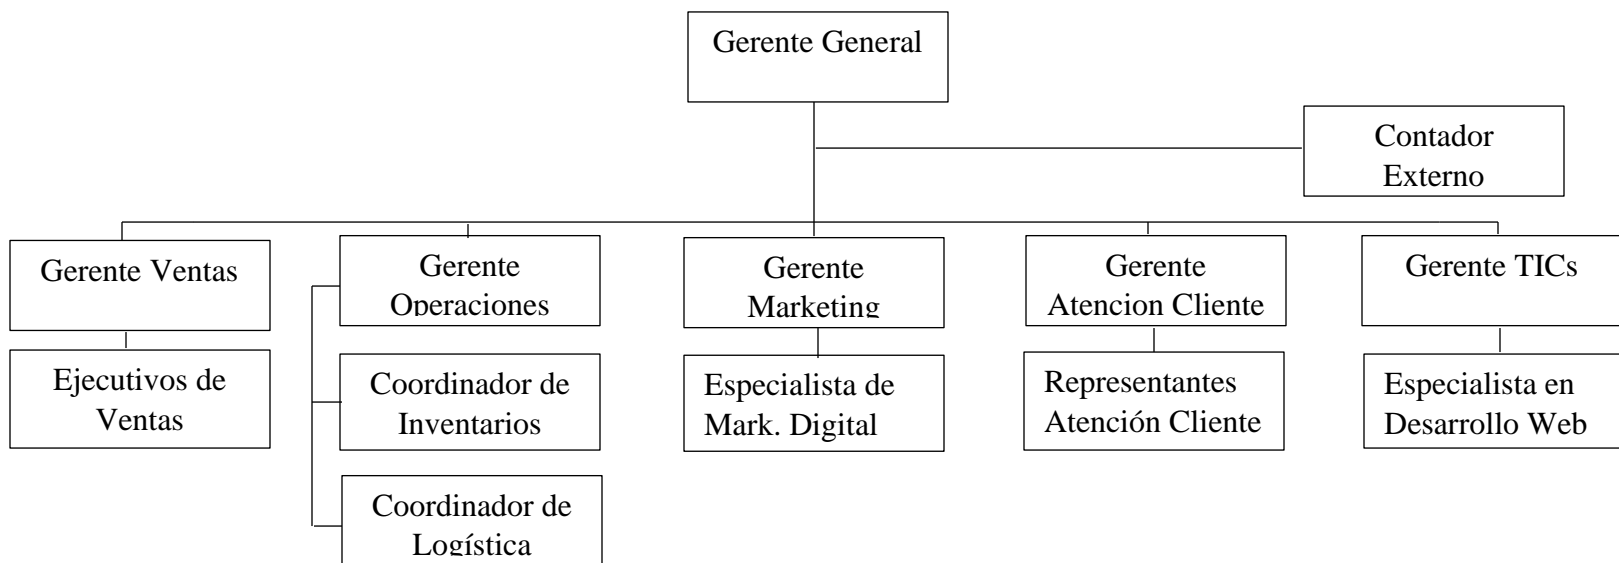 Gerente General
Contador
Externo
Gerente Ventas
Gerente
Operaciones
Gerente
Marketing
Gerente
Atencion Cliente
Gerente TICs
Ejecutivos de
Ventas
Coordinador de
Inventarios
Especialista de
Mark. Digital
Representantes
Atención Cliente
Especialista en
Desarrollo Web
Coordinador de
Logística